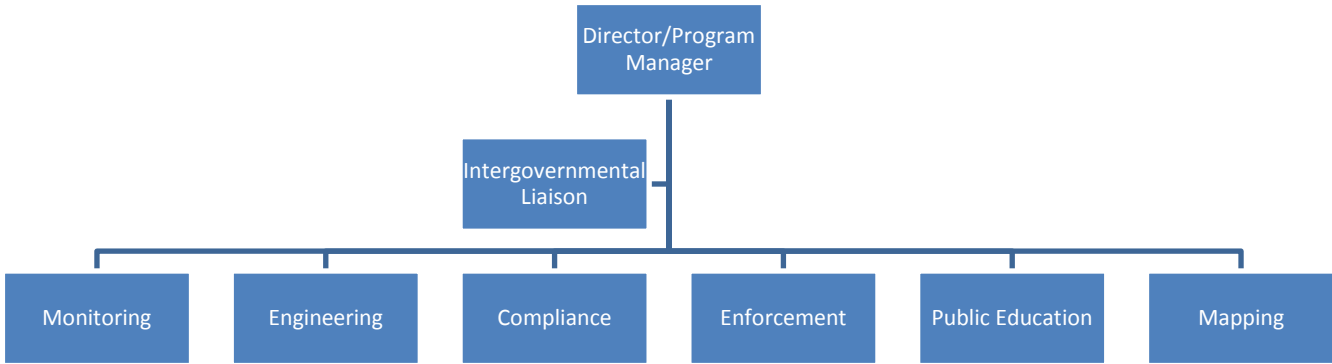 Director/Program
Manager
Intergovernmental
Liaison
Monitoring
Engineering
Compliance
Enforcement
Public Education
Mapping